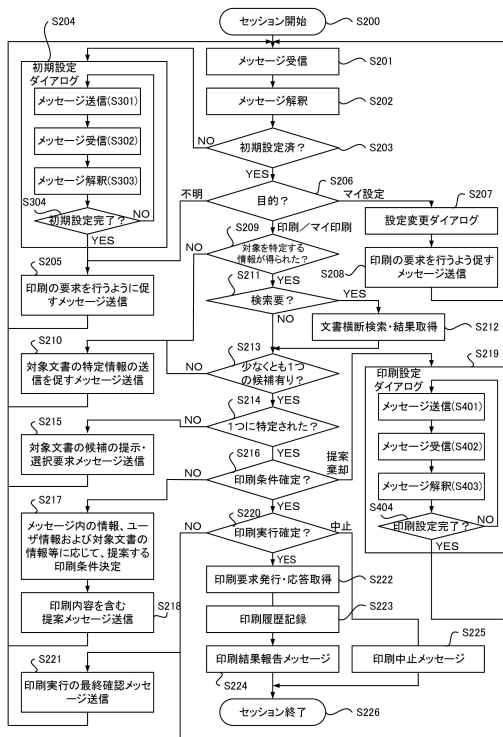 セッション開始
S200
S204
メッセージ受信
S201
初期設定
ダイアログ
メッセージ送信(S301)
メッセージ解釈
S202
メッセージ受信
(S302)
NO
初期設定済?
S203
メッセージ解釈(S303)
YES
S304
初期設定完了?
NO
YES
不明
目的?
S206
マイ設定
S207
設定変更ダイアログ
印刷/マイ印刷
S209
対象を特定する
情報が得られた?
NO
S205
印刷の要求を行うように促
すメッセージ送信
S208
印刷の要求を行うよう促す
メッセージ送信
S211
検索要?
YES
NO
文書横断検索・結果取得
S212
S210
対象文書の特定情報の送
信を促すメッセージ送信
S213
少なくとも1つ
の候補有り?
NO
YES
S219
印刷設定
ダイアログ
メッセージ送信(S401)
S214
1つに特定された?
NO
YES
S215
対象文書の候補の提示・
選択要求メッセージ送信
メッセージ受信(S402)
提案
棄却
S216
印刷条件確定?
NO
YES
メッセージ解釈(S403)
S404
印刷設定完了?
NO
YES
S217
メッセージ内の情報、ユー
ザ情報および対象文書の
情報等に応じて、提案する
印刷条件決定
S220
印刷実行確定?
NO
中止
YES
印刷要求発行・応答取得
S222
印刷内容を含む
提案メッセージ送信
S218
印刷履歴記録
S223
S221
印刷実行の最終確認メッセ
ージ送信
印刷結果報告メッセージ
S224
S225
印刷中止メッセージ
セッション終了
S226